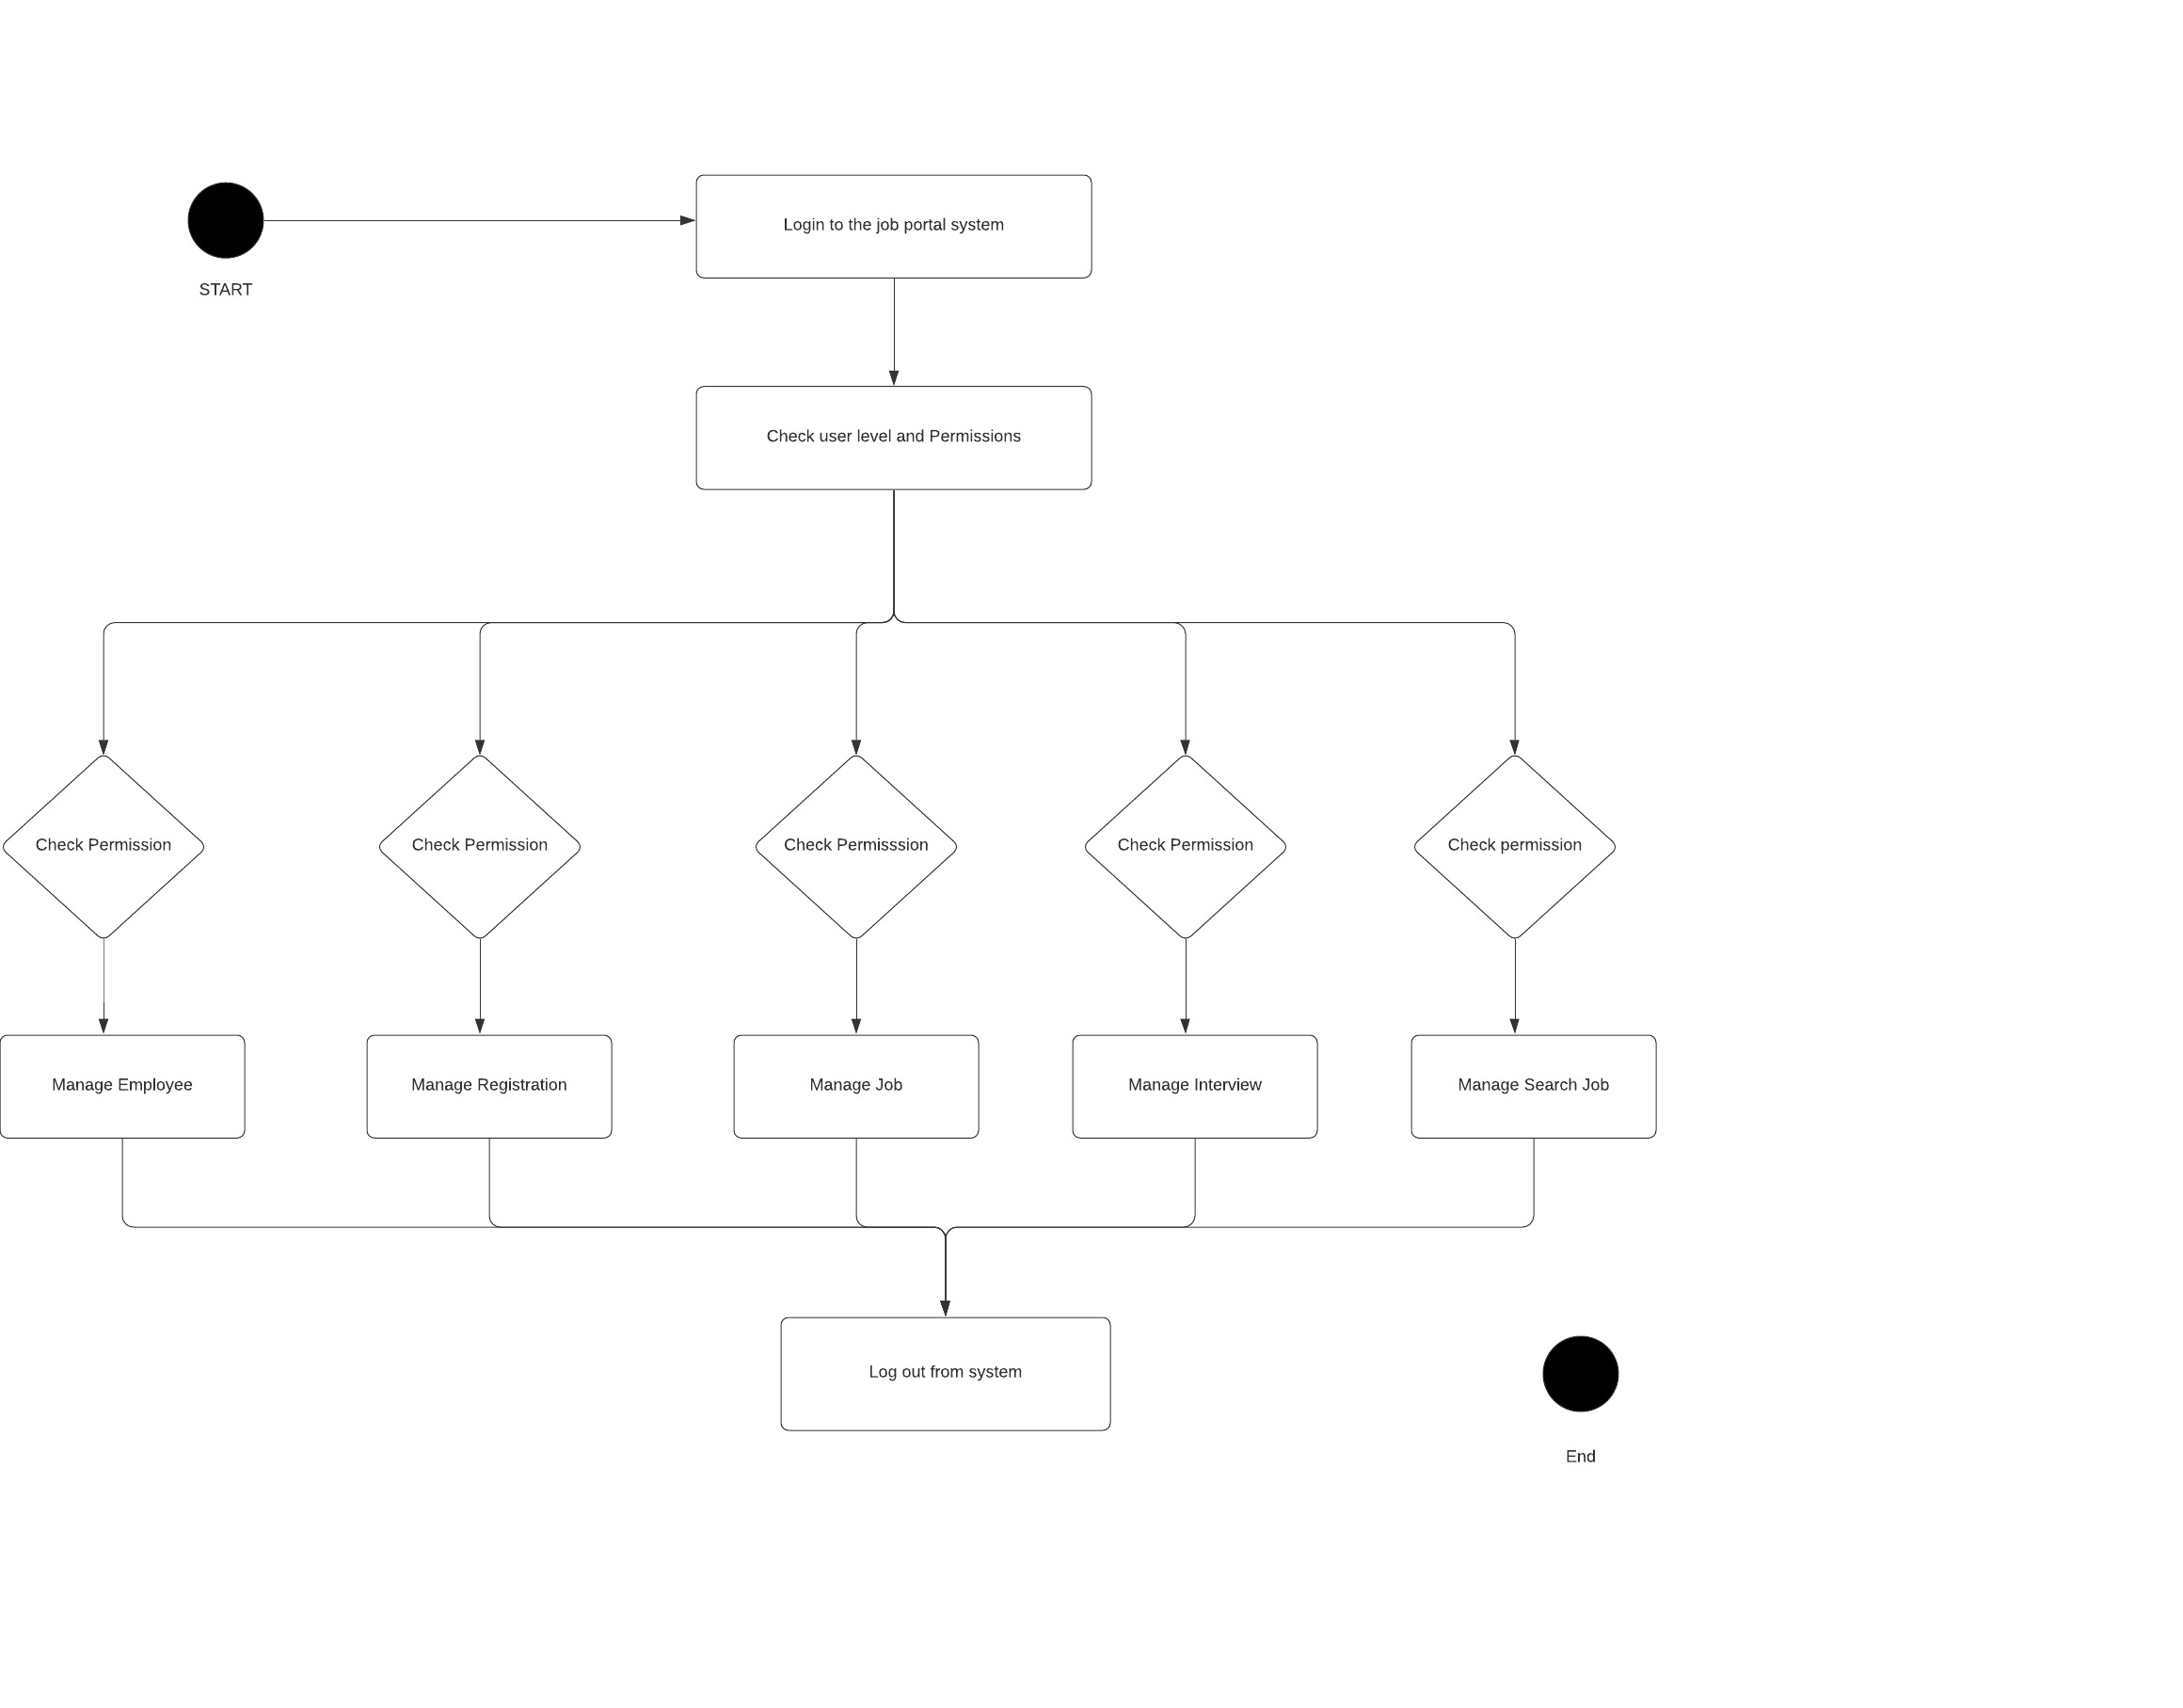 Login to the job portal system
START
Check user level and Permissions
Check Permission
Check Permission
Check Permisssion
Check Permission
Check permission
Manage Employee
Manage Registration
Manage Job
Manage Interview
Manage Search Job
Log out from system
End